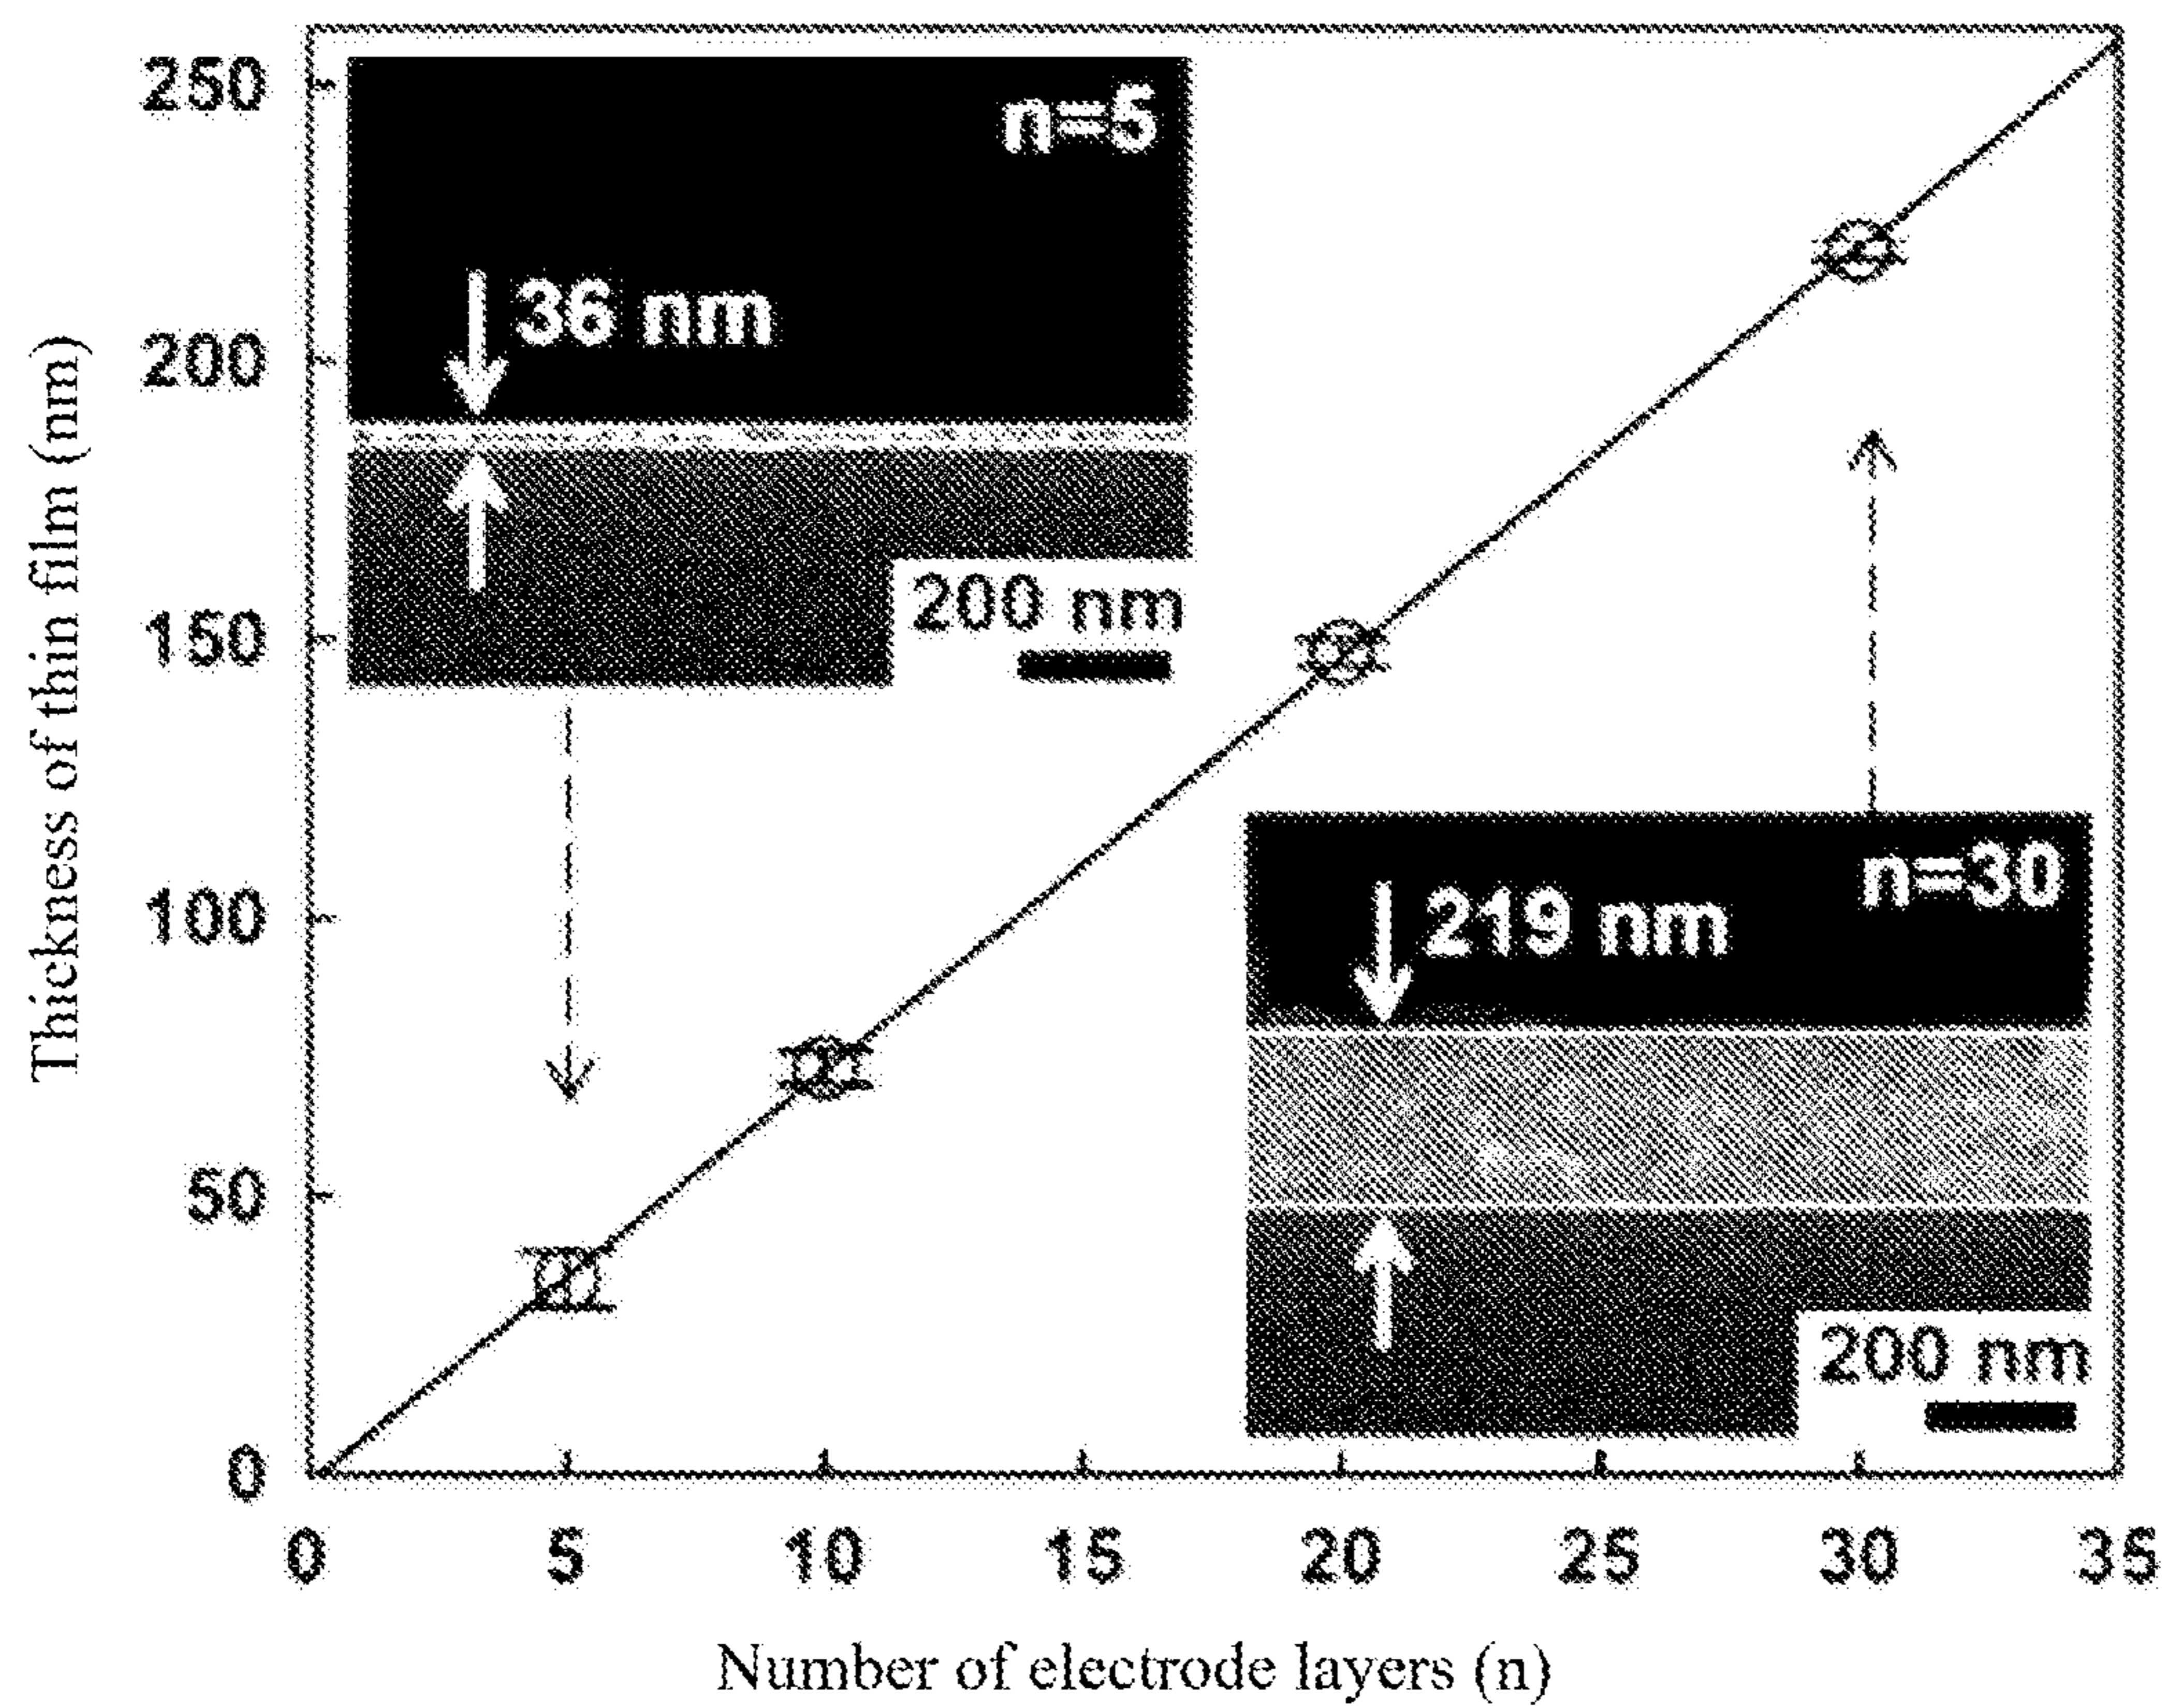 Thickness of thin film (nm)
250
200
150
100
50
0
n=5
36 nm
200 nm
n=30
219 nm
200 nm
0 5 10 15 20 25 30 35
Number of electrode layers (n)